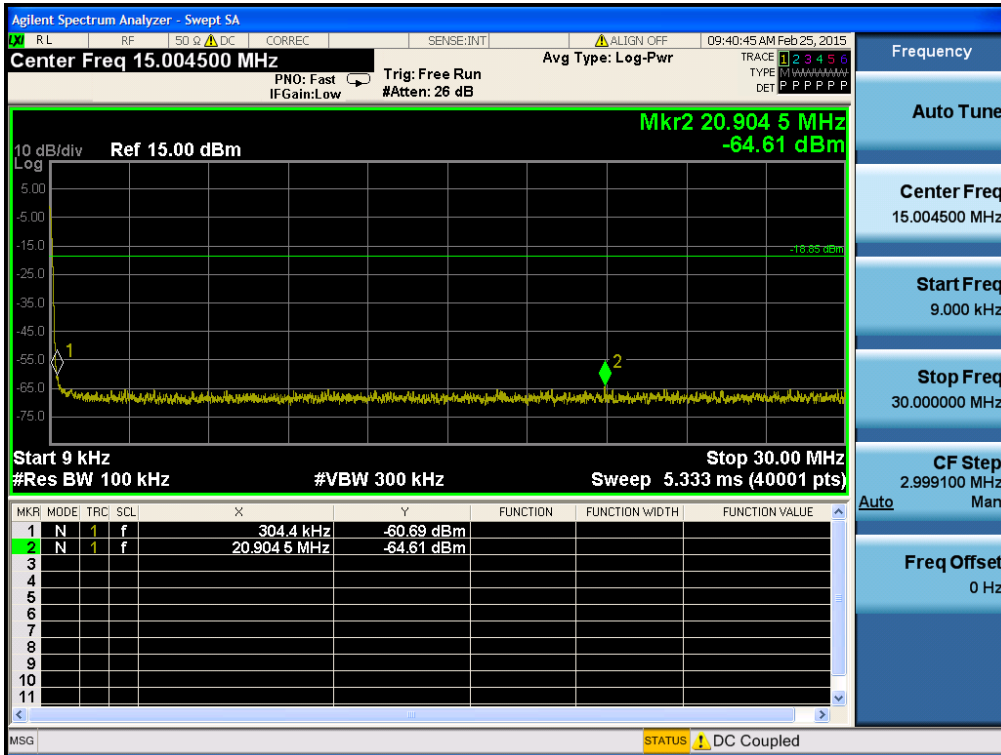 Agilent Spectrum Analyzer - Swept SA
LXI RL RF 50 Ω DC CORREC SENSE:INT ALIGN OFF 09:40:45 AM Feb 25, 2015
Center Freq 15.004500 MHz
PNO: Fast
IFGain:Low
Trig: Free Run
#Atten: 26 dB
Avg Type: Log-Pwr
TRACE 1 2 3 4 5 6
TYPE M
DET P P P P P P
Mkr2 20.904 5 MHz
-64.61 dBm
10 dB/div Ref 15.00 dBm
Log
5.00
-5.00
-15.0
-18.85 dBm
-25.0
-35.0
-45.0
-55.0
-65.0
-75.0
1
2
Start 9 kHz Stop 30.00 MHz
#Res BW 100 kHz #VBW 300 kHz Sweep 5.333 ms (40001 pts)
MKR MODE TRC SCL X Y FUNCTION FUNCTION WIDTH FUNCTION VALUE
1 N 1 f 304.4 kHz -60.69 dBm
2 N 1 f 20.904 5 MHz -64.61 dBm
3
4
5
6
7
8
9
10
11
MSG STATUS DC Coupled
Frequency
Auto Tune
Center Freq
15.004500 MHz
Start Freq
9.000 kHz
Stop Freq
30.000000 MHz
CF Step
2.999100 MHz
Auto Man
Freq Offset
0 Hz